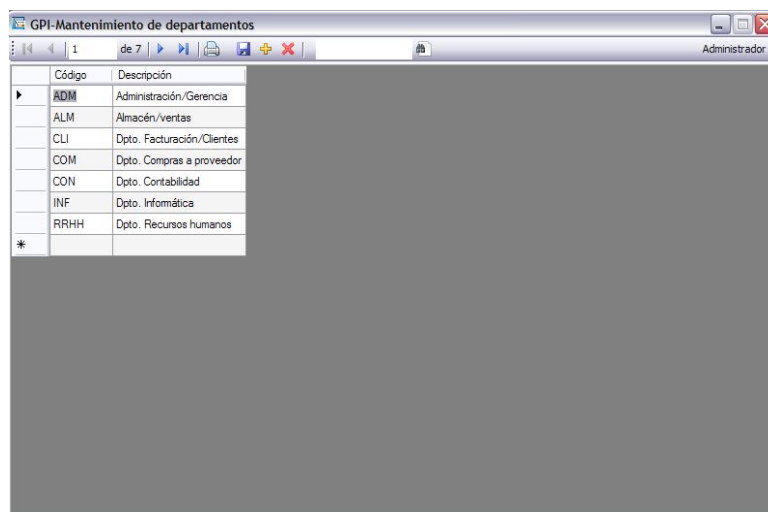 GPI-Mantenimiento de departamentos
1 de 7 Administrador
Código Descripción
ADM Administración/Gerencia
ALM Almacén/ventas
CLI Dpto. Facturación/Clientes
COM Dpto. Compras a proveedor
CON Dpto. Contabilidad
INF Dpto. Informática
RRHH Dpto. Recursos humanos